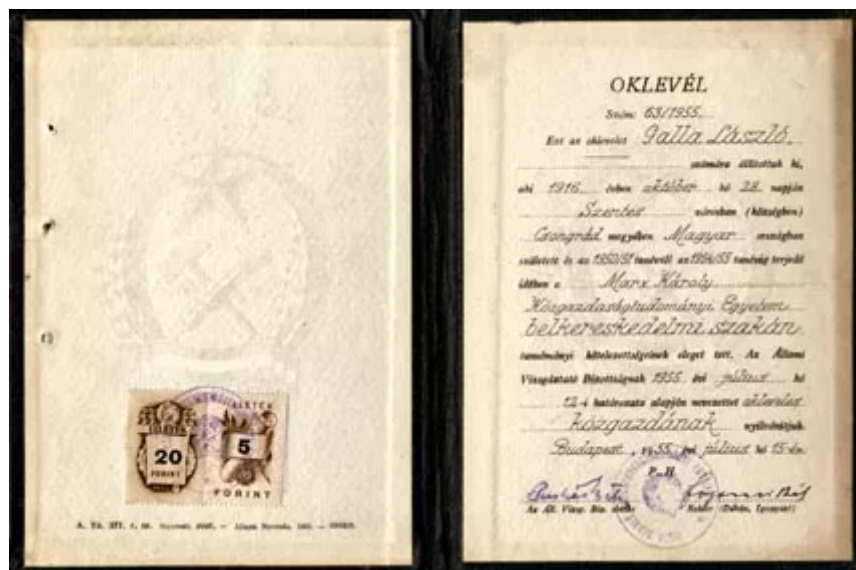 20
FORINT
5
FORINT
OKLEVÉL
Szám: 63/1955.
Ezt az oklevelet Galla László.
számára állítottuk ki,
aki 1916 évben október hó 28 napján
Szentes városban (községben)
Csongrád megyében Magyar országban
született és az 1950/51 tanévtől az 1954/55 tanévig terjedő
időben a Marx Károly
Közgazdaságtudományi Egyetem
belkereskedelmi szakán
tanulmányi kötelezettségeinek eleget tett. Az Állami
Vizsgáztató Bizottságnak 1955 évi július hó
12-i határozata alapján nevezettet okleveles
közgazdának nyilvánítjuk.
Budapest, 1955 évi július hó 15-én
P. H.
Az Áll. Vizsg. Biz. elnöke Rektor (Dékán, Igazgató)